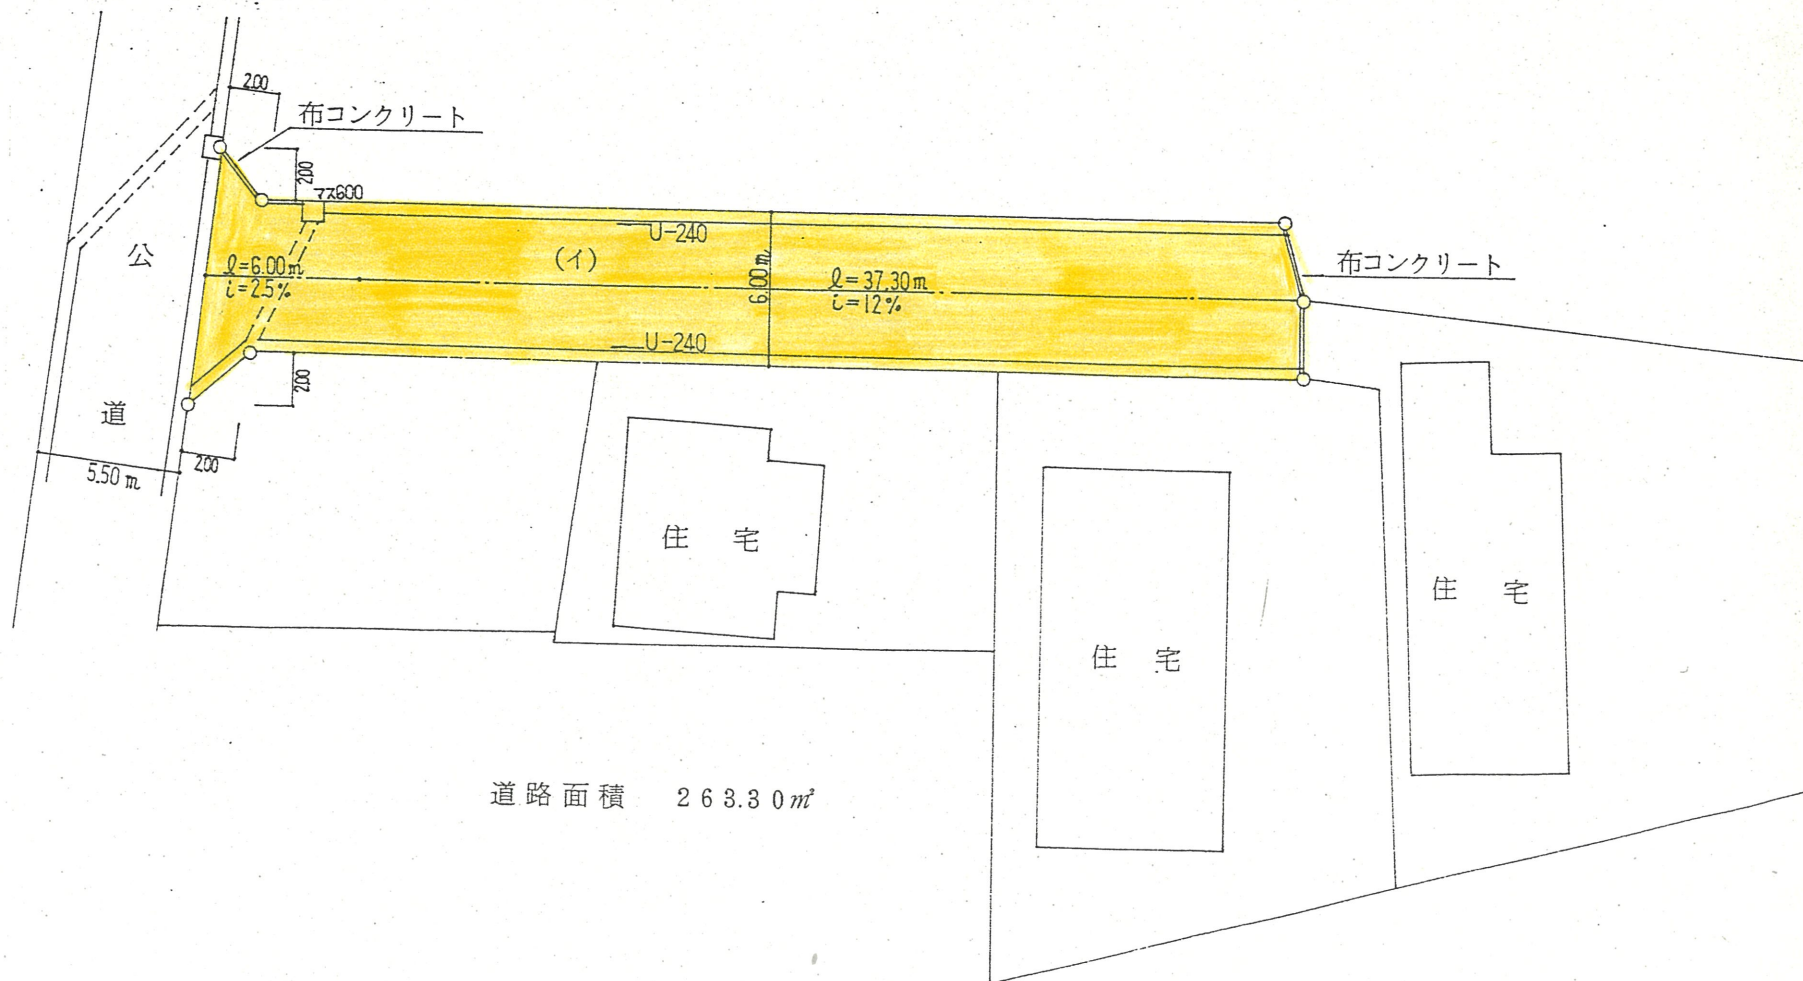 2.00
布コンクリート
2.00
マス600
U-240
公
(イ)
ℓ=6.00m
i=2.5%
6.00m
ℓ=37.30m
i=12%
布コンクリート
U-240
2.00
道
2.00
5.50m
住宅
住宅
住宅
道路面積 263.30㎡